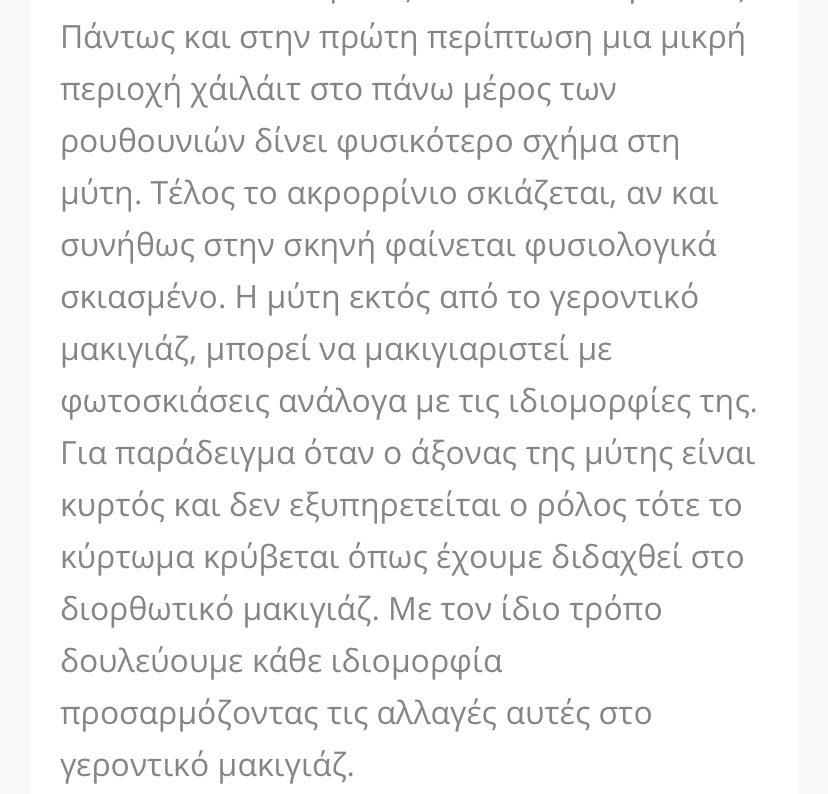 Πάντως και στην πρώτη περίπτωση μια μικρή
περιοχή χάιλάιτ στο πάνω μέρος των
ρουθουνιών δίνει φυσικότερο σχήμα στη
μύτη. Τέλος το ακρορρίνιο σκιάζεται, αν και
συνήθως στην σκηνή φαίνεται φυσιολογικά
σκιασμένο. Η μύτη εκτός από το γεροντικό
μακιγιάζ, μπορεί να μακιγιαριστεί με
φωτοσκιάσεις ανάλογα με τις ιδιομορφίες της.
Για παράδειγμα όταν ο άξονας της μύτης είναι
κυρτός και δεν εξυπηρετείται ο ρόλος τότε το
κύρτωμα κρύβεται όπως έχουμε διδαχθεί στο
διορθωτικό μακιγιάζ. Με τον ίδιο τρόπο
δουλεύουμε κάθε ιδιομορφία
προσαρμόζοντας τις αλλαγές αυτές στο
γεροντικό μακιγιάζ.